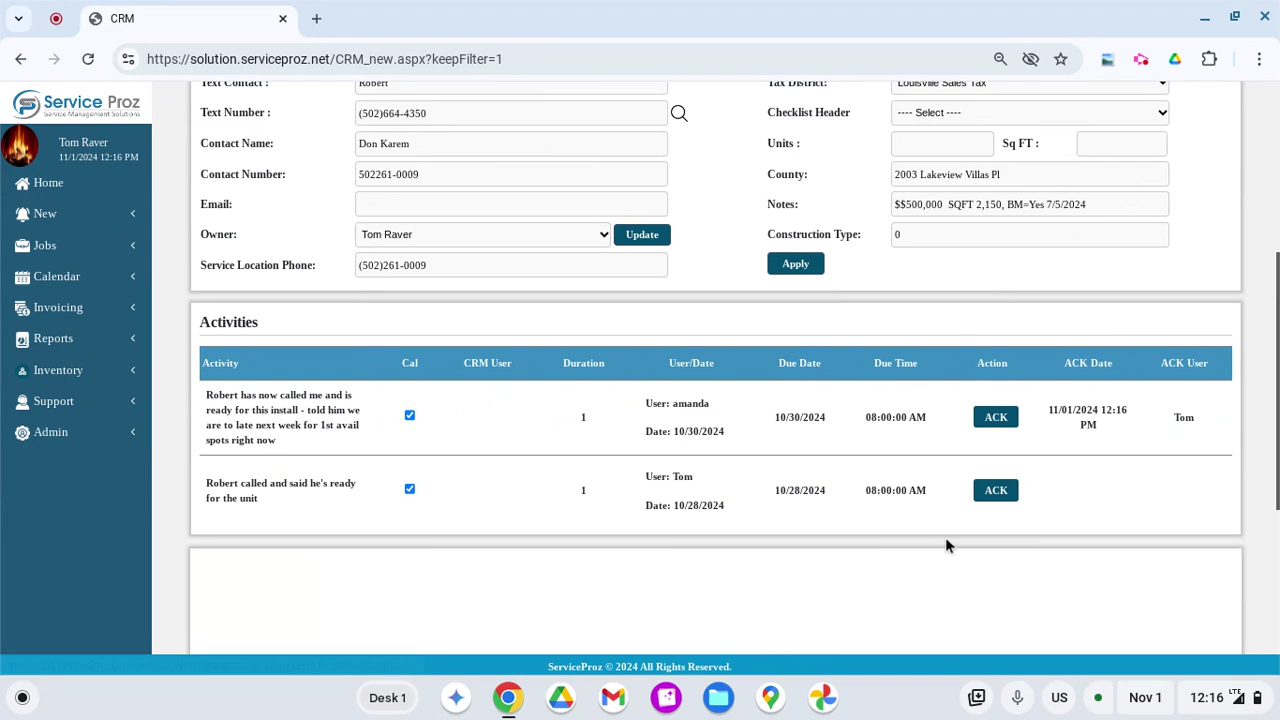 CRM
https://solution.serviceproz.net/CRM_new.aspx?keepFilter=1
Service Proz
Service Management Solutions
Tom Raver
11/1/2024 12:16 PM
Home
New
Jobs
Calendar
Invoicing
Reports
Inventory
Support
Admin
Text Contact : Robert
Tax District: Louisville Sales Tax
Text Number : (502)664-4350
Checklist Header ---- Select ----
Contact Name: Don Karem
Units : Sq FT :
Contact Number: 502261-0009
County: 2003 Lakeview Villas Pl
Email:
Notes: $$500,000 SQFT 2,150, BM=Yes 7/5/2024
Owner: Tom Raver Update
Construction Type: 0
Service Location Phone: (502)261-0009
Apply
Activities
Activity Cal CRM User Duration User/Date Due Date Due Time Action ACK Date ACK User
Robert has now called me and is
ready for this install - told him we
are to late next week for 1st avail
spots right now
1
User: amanda
Date: 10/30/2024
10/30/2024
08:00:00 AM
ACK
11/01/2024 12:16
PM
Tom
Robert called and said he's ready
for the unit
1
User: Tom
Date: 10/28/2024
10/28/2024
08:00:00 AM
ACK
ServiceProz © 2024 All Rights Reserved.
Desk 1
US
Nov 1
12:16
LTE